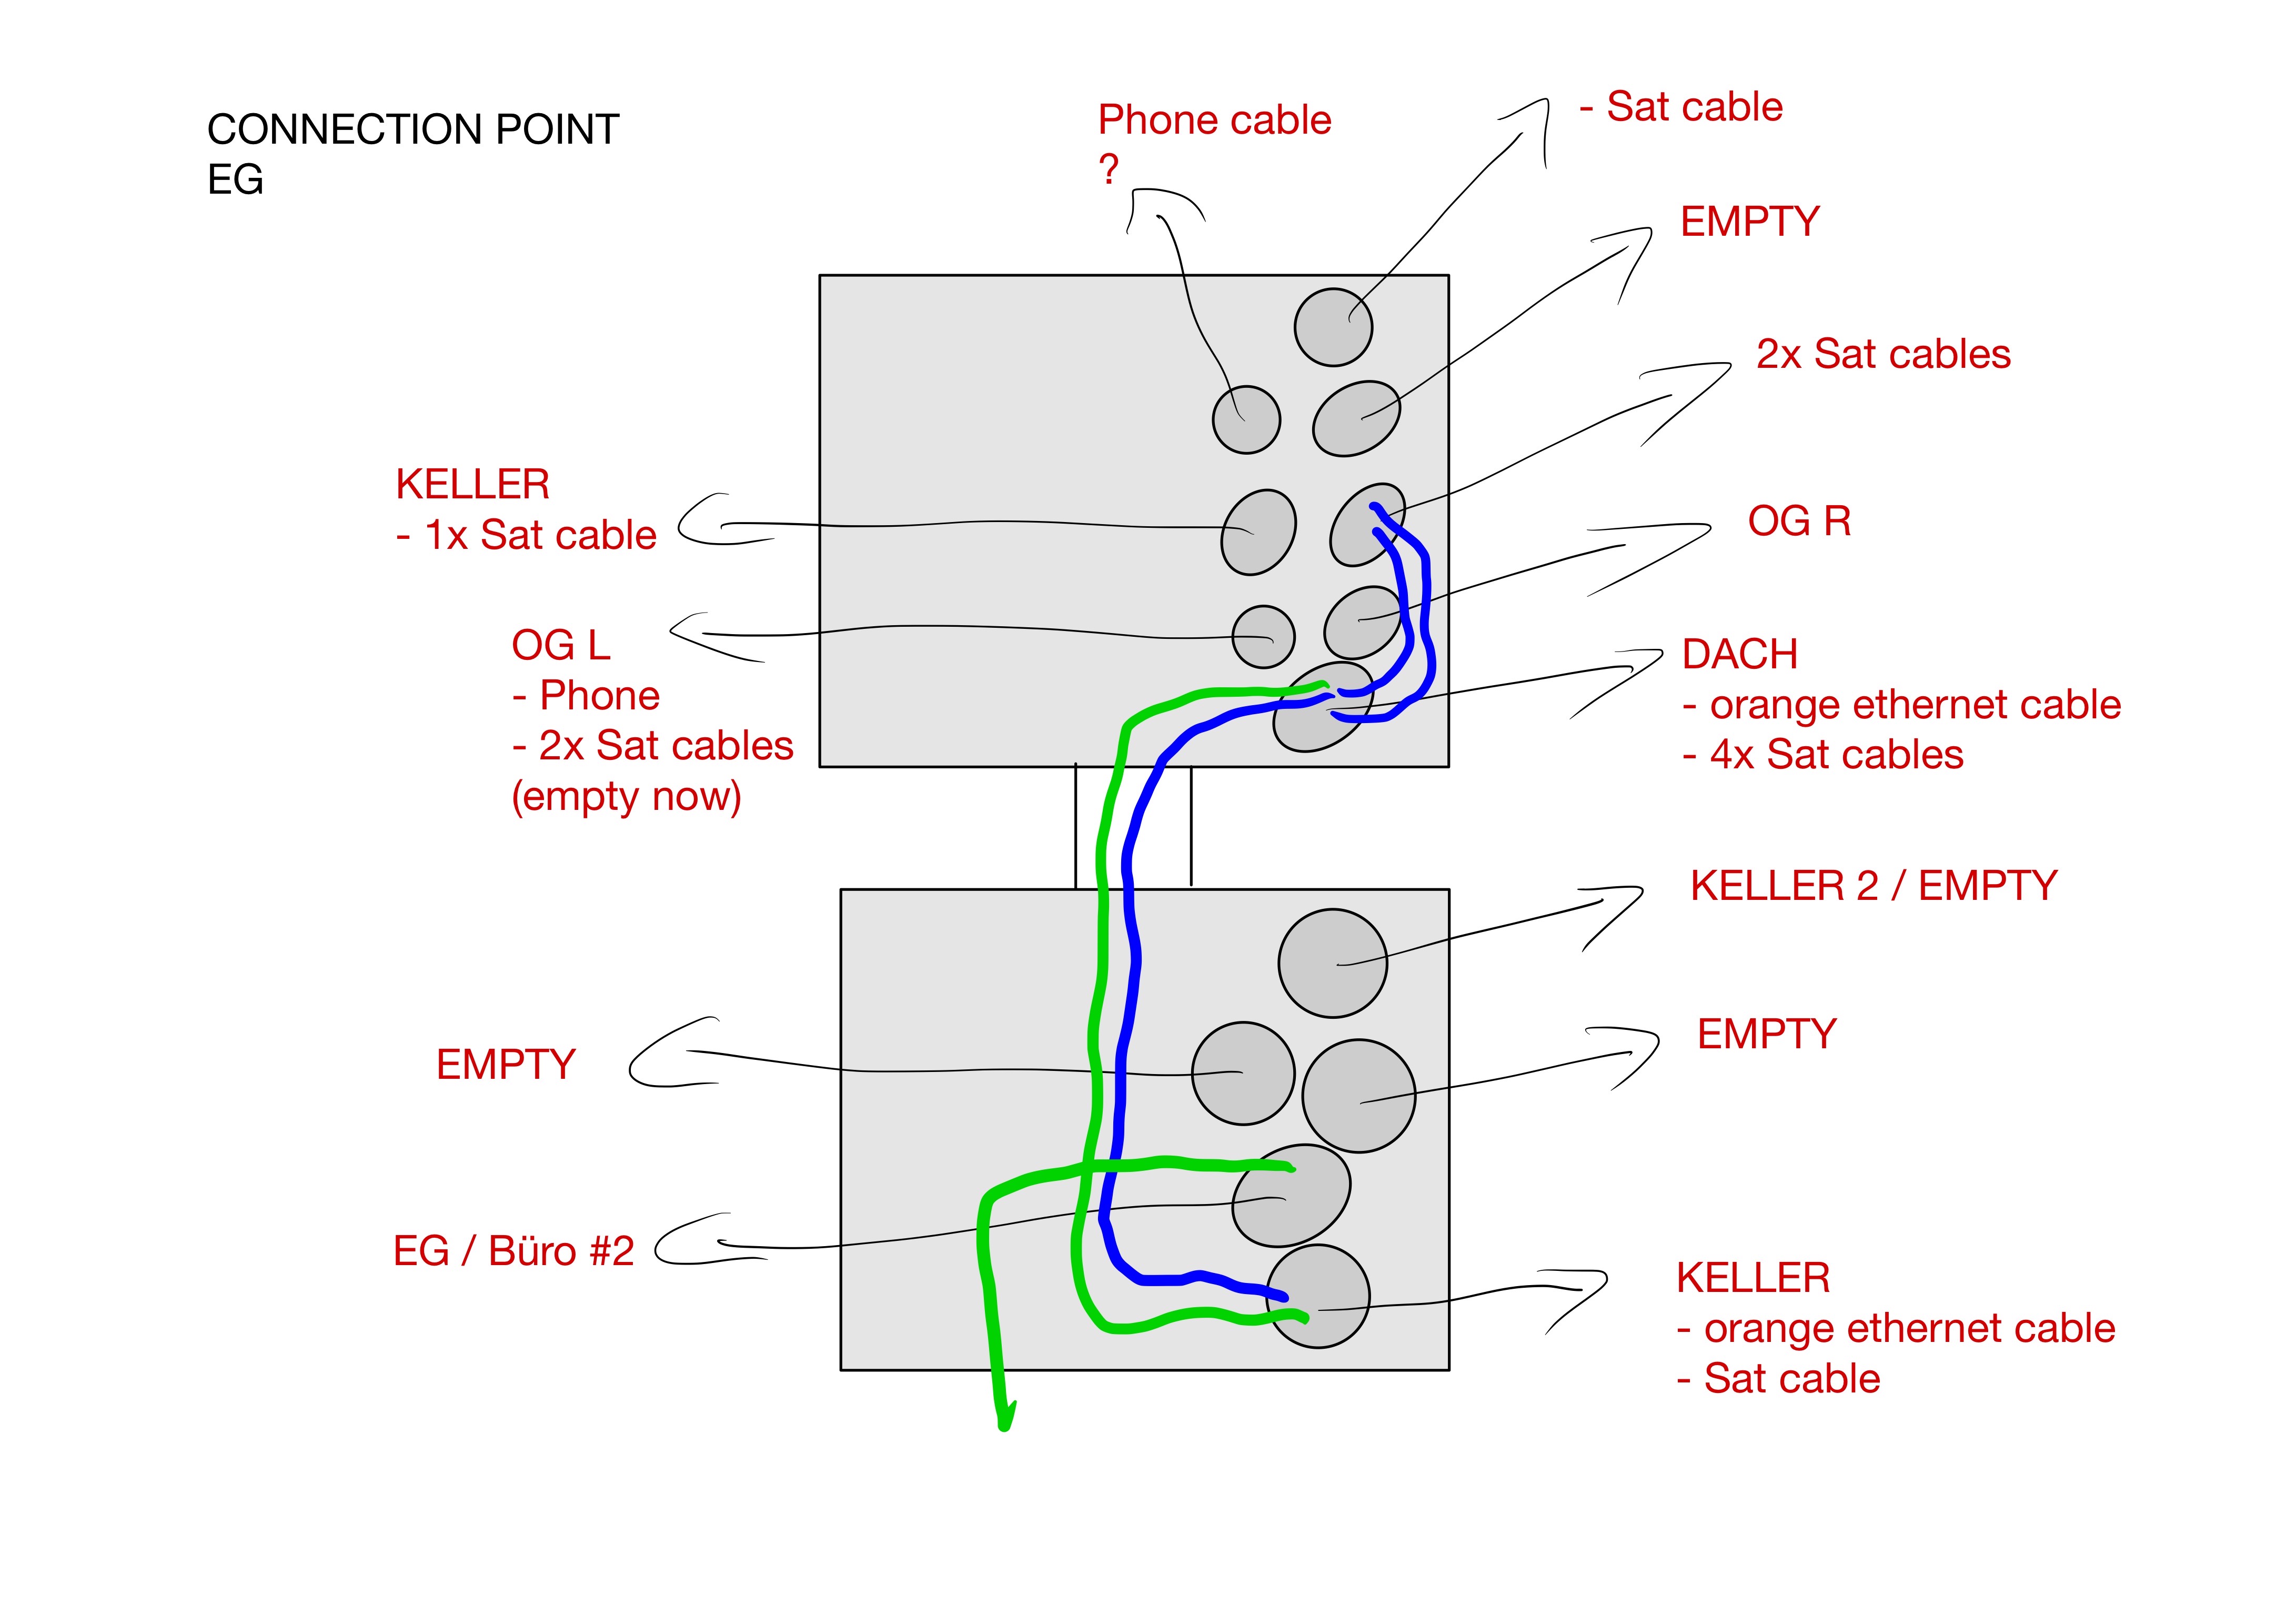 CONNECTION POINT
EG
Phone cable
?
- Sat cable
EMPTY
2x Sat cables
KELLER
- 1x Sat cable
OG R
OG L
- Phone
- 2x Sat cables
(empty now)
DACH
- orange ethernet cable
- 4x Sat cables
KELLER 2 / EMPTY
EMPTY
EMPTY
EG / Büro #2
KELLER
- orange ethernet cable
- Sat cable